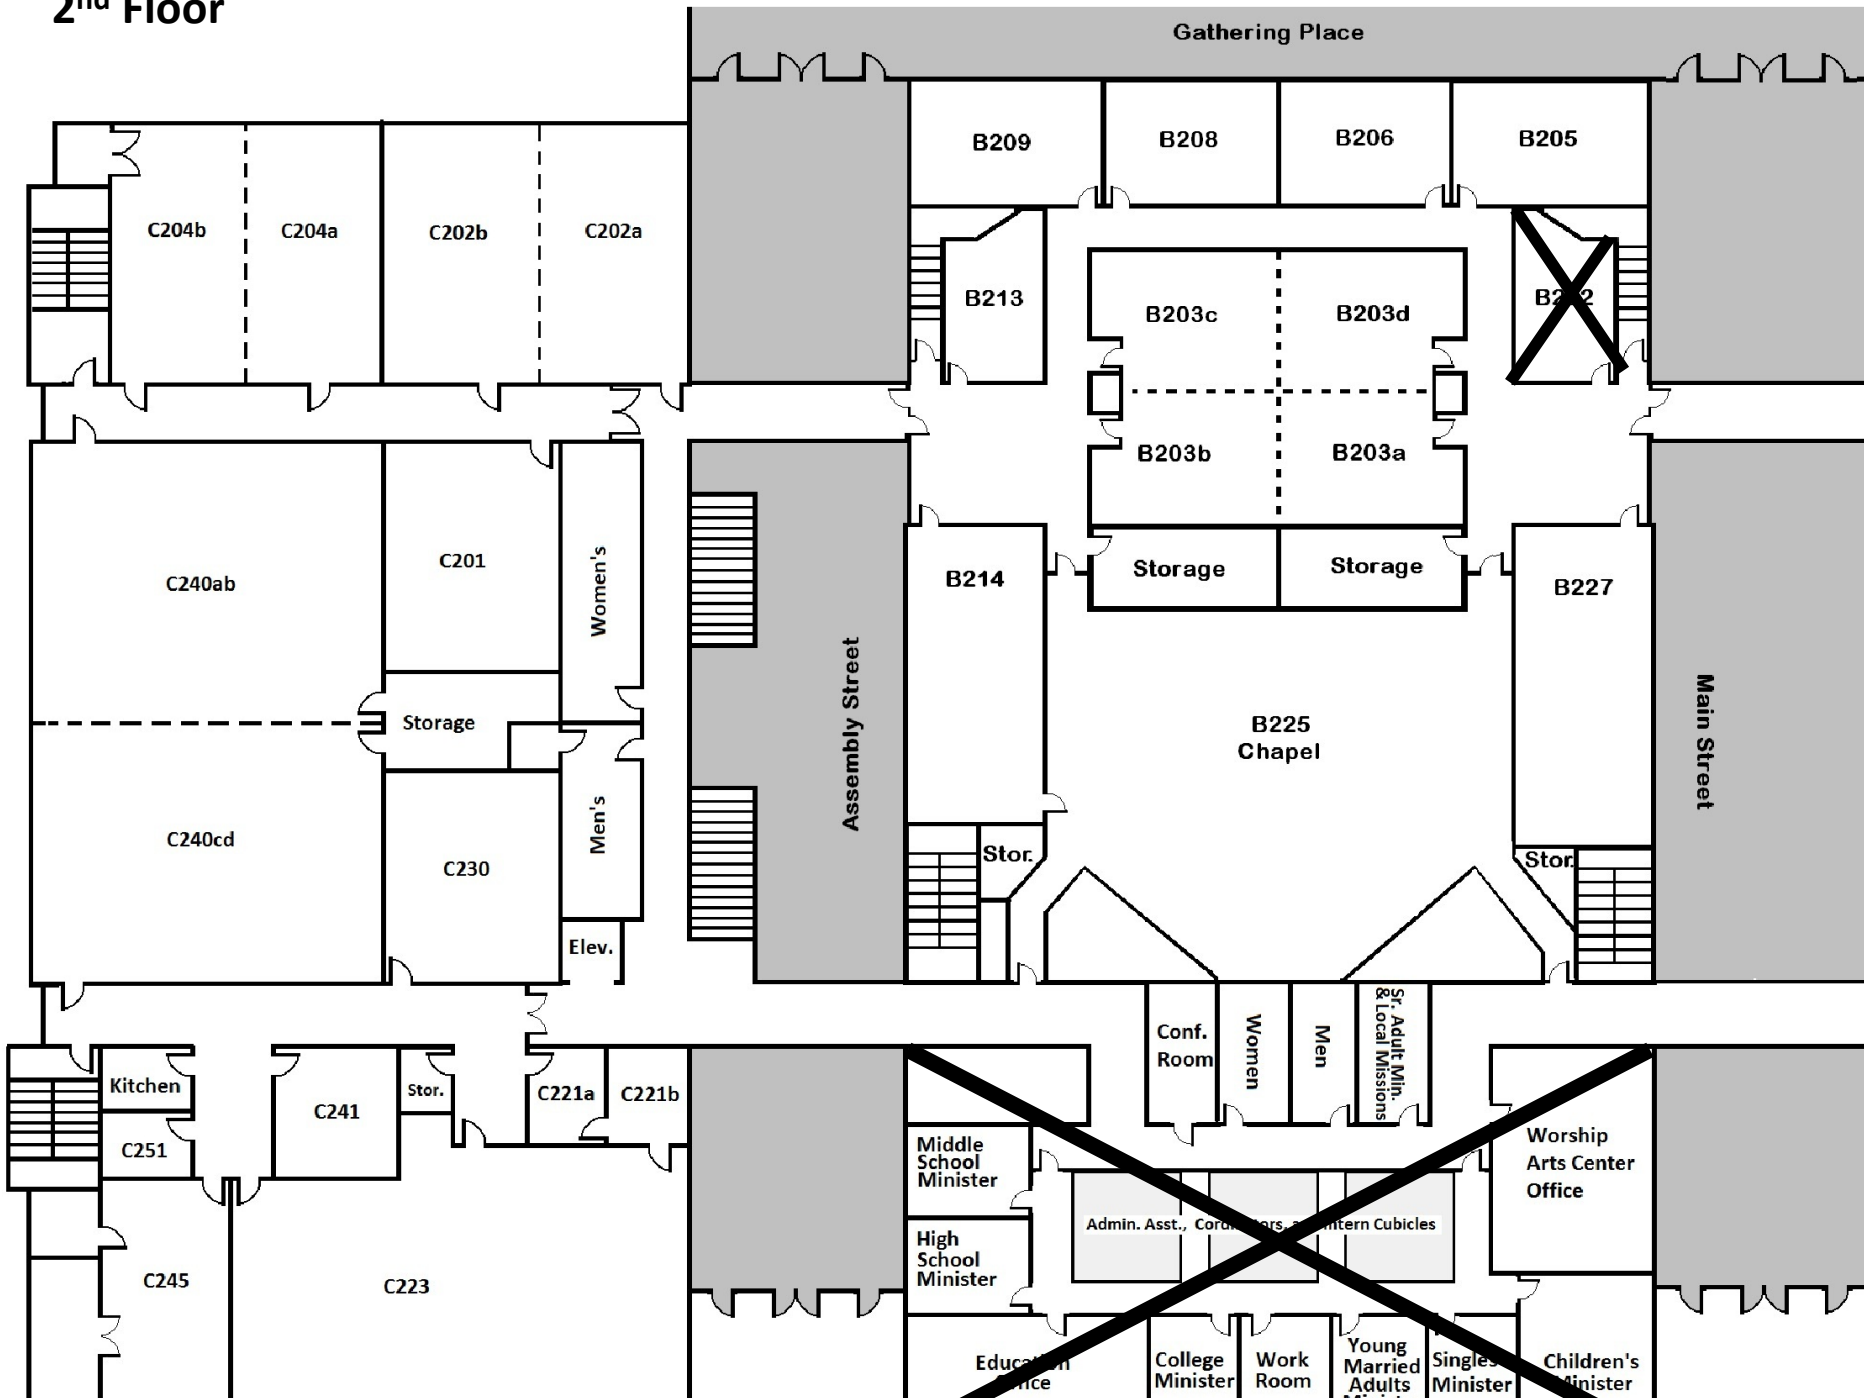 2nd Floor
Gathering Place
B209
B208
B206
B205
C204b
C204a
C202b
C202a
B213
B203c
B203d
B203b
B203a
C240ab
C201
Women's
B214
Storage
Storage
B227
Storage
Assembly Street
B225
Chapel
Main Street
C240cd
C230
Men's
Stor.
Stor.
Elev.
Conf.
Room
Women
Men
Sr. Adult Min.
& Local Missions
Kitchen
C241
Stor.
C221a
C221b
C251
Middle
School
Minister
Worship
Arts Center
Office
Admin. Asst., Intern Cubicles
High
School
Minister
C245
C223
College
Minister
Work
Room
Young
Married
Adults
Singles
Minister
Children's
Minister